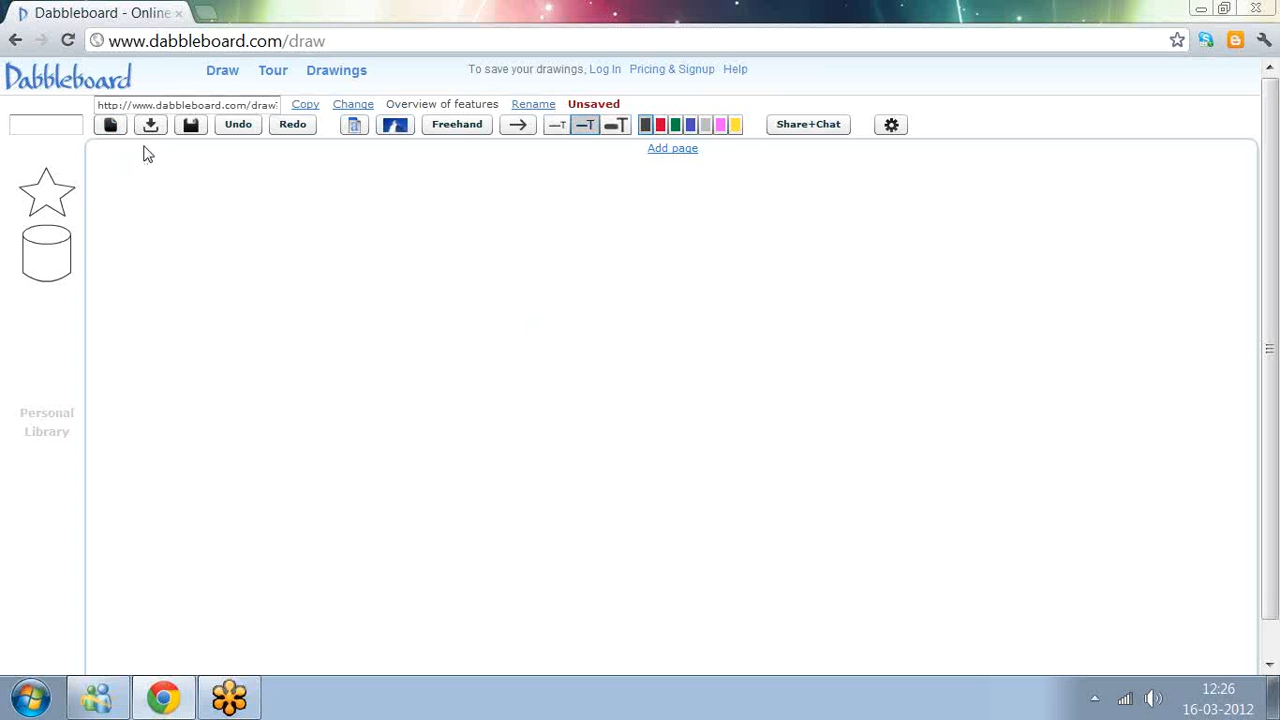 Dabbleboard - Online
www.dabbleboard.com/draw
Dabbleboard Draw Tour Drawings To save your drawings, Log In Pricing & Signup Help
http://www.dabbleboard.com/draw Copy Change Overview of features Rename Unsaved
Undo Redo Freehand T T T Share+Chat
Add page
Personal
Library
12:26
16-03-2012